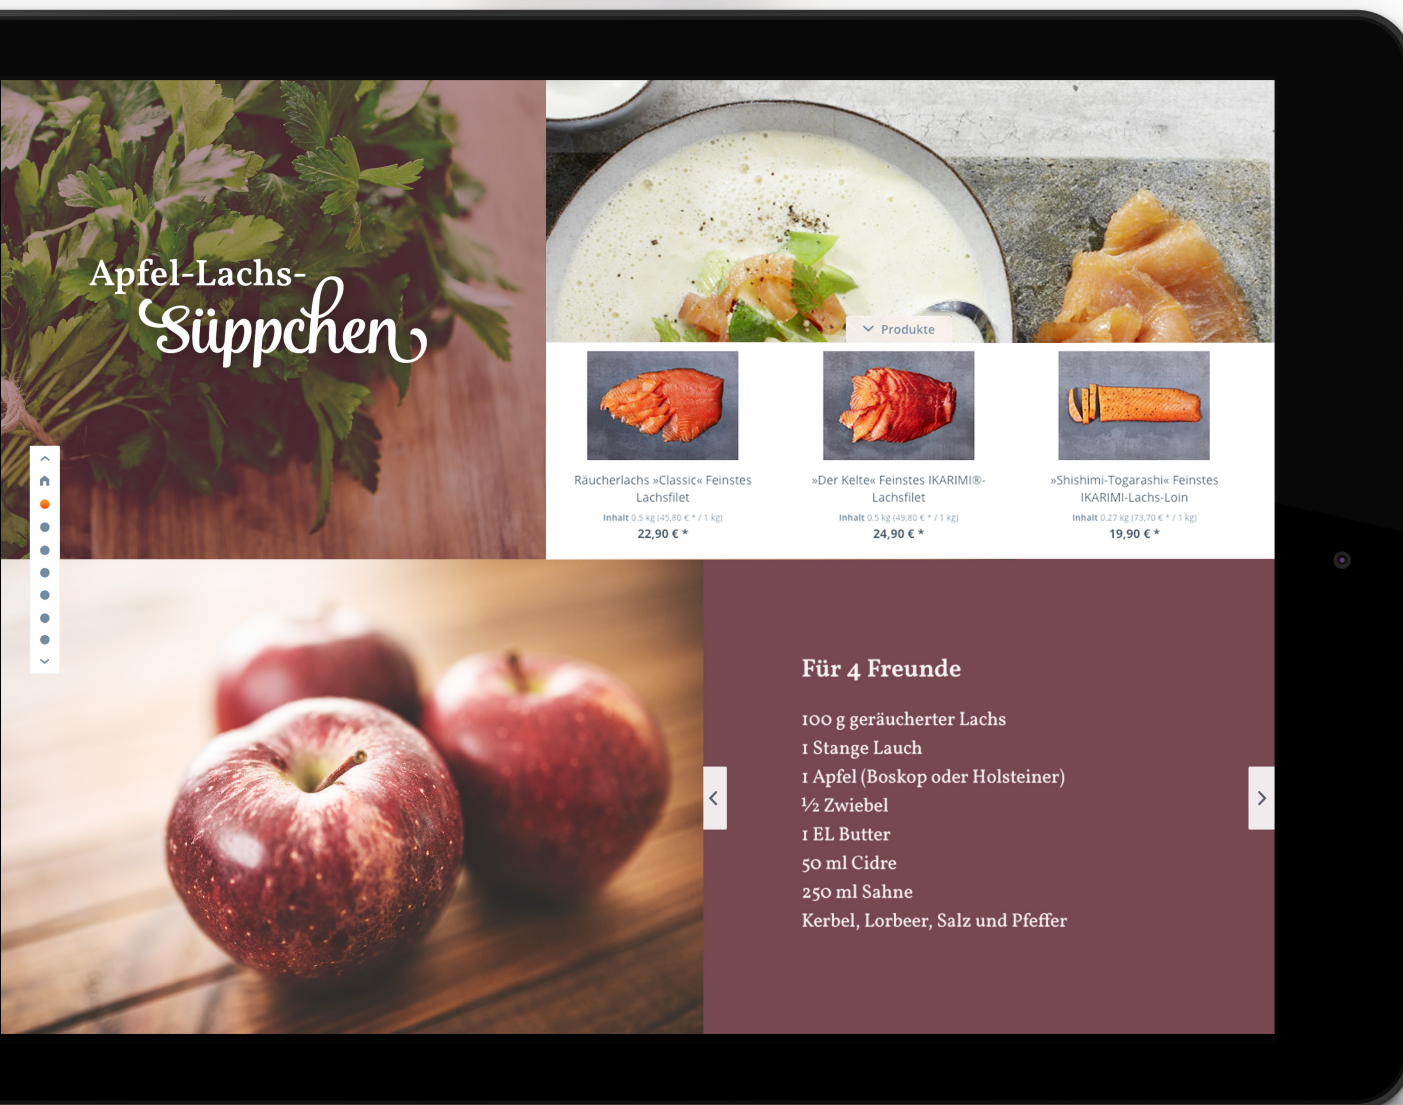 Apfel-Lachs-
Süppchen
Produkte
Räucherlachs »Classic« Feinstes
Lachsfilet
Inhalt 0.5 kg (45,80 € * / 1 kg)
22,90 € *
»Der Kelte« Feinstes IKARIMI®-
Lachsfilet
Inhalt 0.5 kg (49,80 € * / 1 kg)
24,90 € *
»Shishimi-Togarashi« Feinstes
IKARIMI-Lachs-Loin
Inhalt 0.27 kg (73,70 € * / 1 kg)
19,90 € *
Für 4 Freunde
100 g geräucherter Lachs
1 Stange Lauch
1 Apfel (Boskop oder Holsteiner)
½ Zwiebel
1 EL Butter
50 ml Cidre
250 ml Sahne
Kerbel, Lorbeer, Salz und Pfeffer